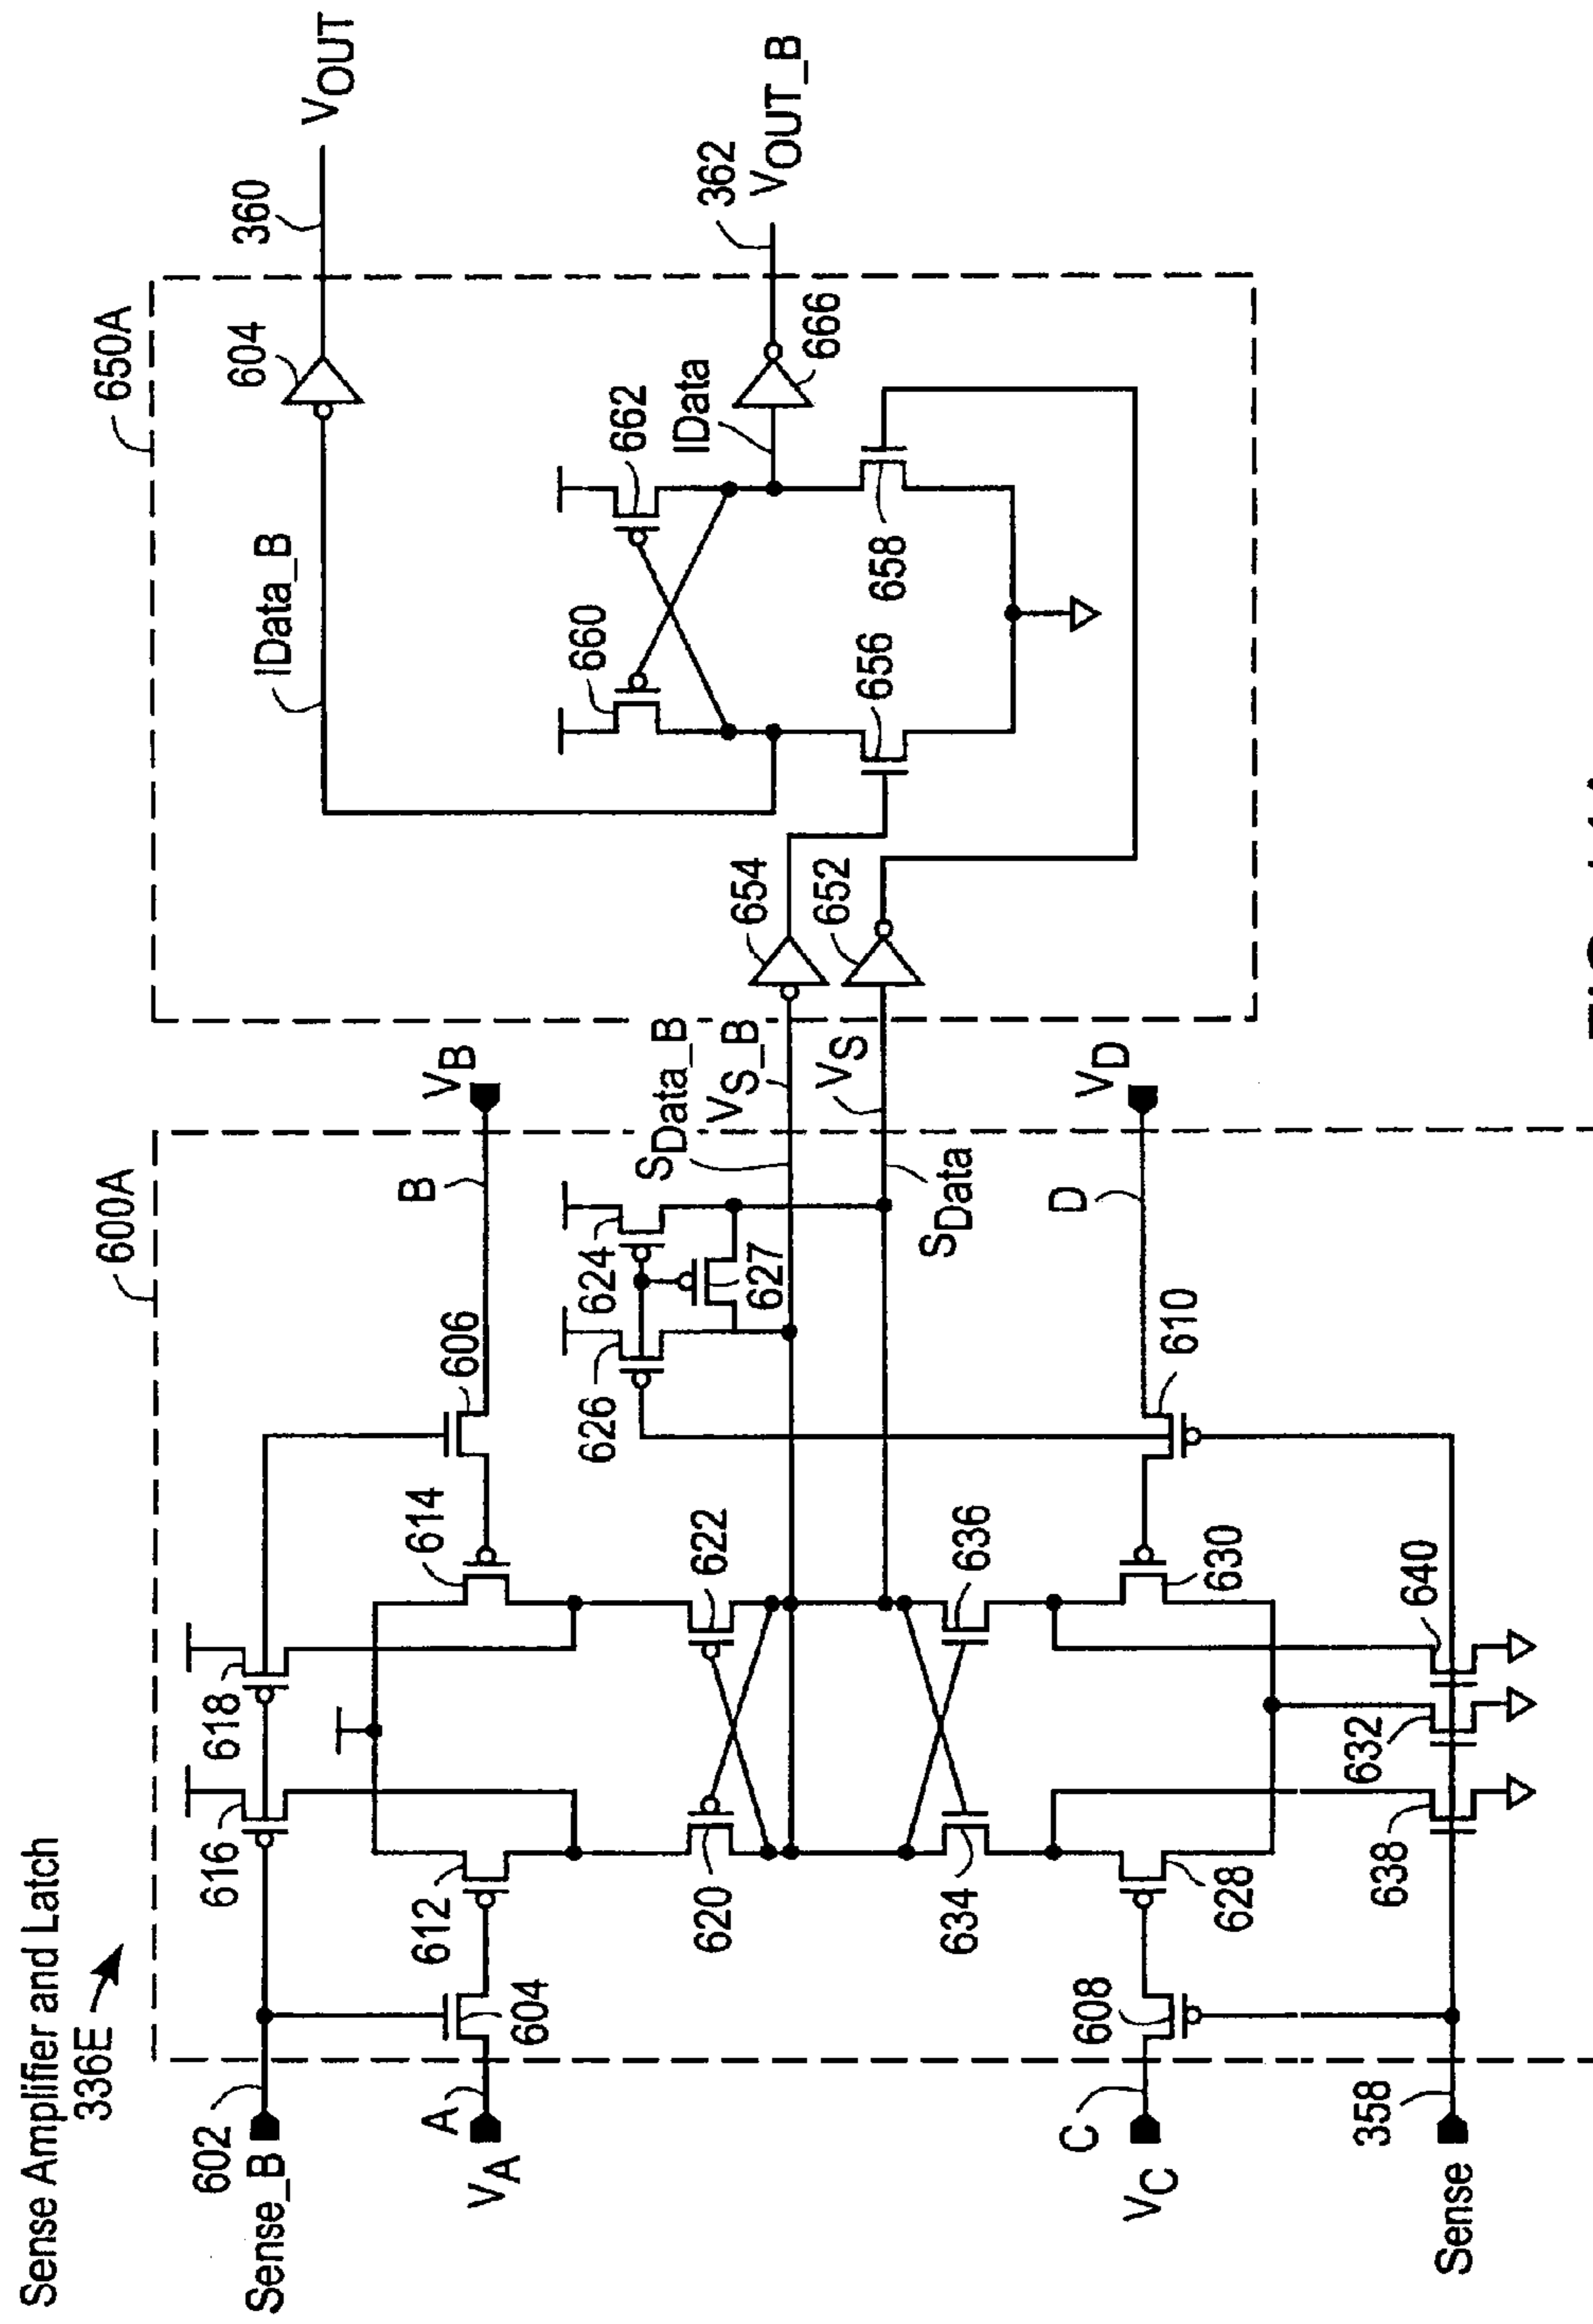 Sense Amplifier and Latch
336E
600A
650A
602
Sense_B
616
618
606
B
VB
604
360
VOUT
IData_B
A
VA
604
612
614
626
624
627
SData_B
VS_B
VS
SData
620
622
634
636
654
652
660
662
IData
666
362
VOUT_B
656
658
C
VC
608
628
630
610
D
VD
358
Sense
638
632
640